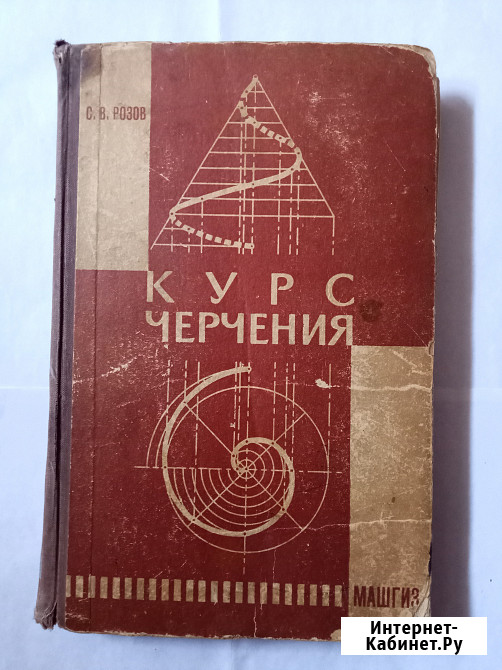 С. В. РОЗОВ
КУРС
ЧЕРЧЕНИЯ
МАШГИЗ
Интернет-
Кабинет.Ру